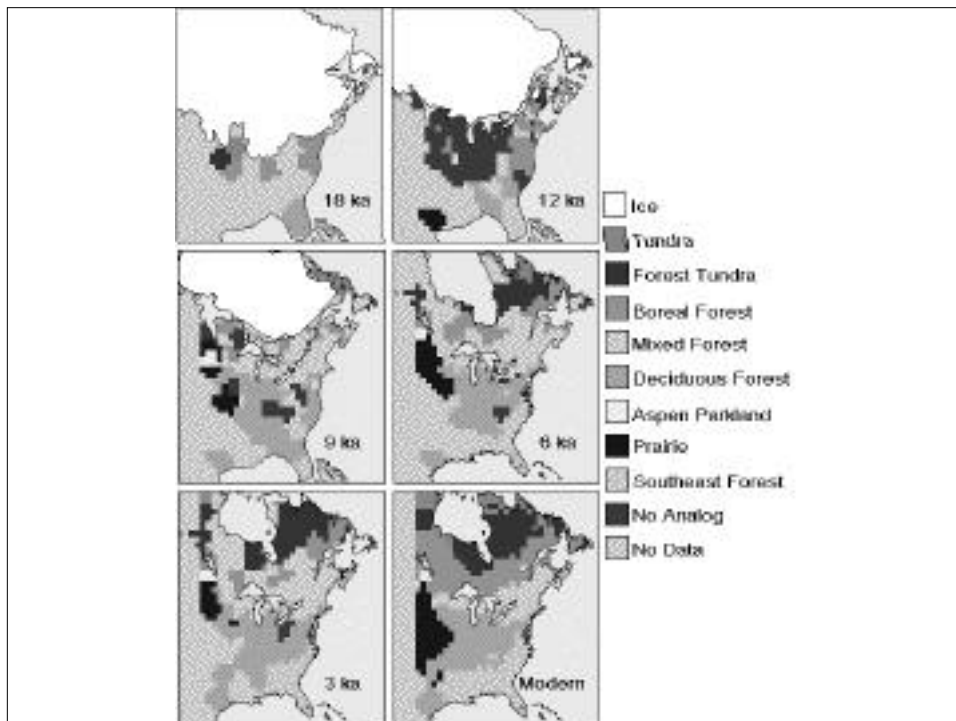 18 ka
12 ka
9 ka
6 ka
3 ka
Modern
Ice
Tundra
Forest Tundra
Boreal Forest
Mixed Forest
Deciduous Forest
Aspen Parkland
Prairie
Southeast Forest
No Analog
No Data